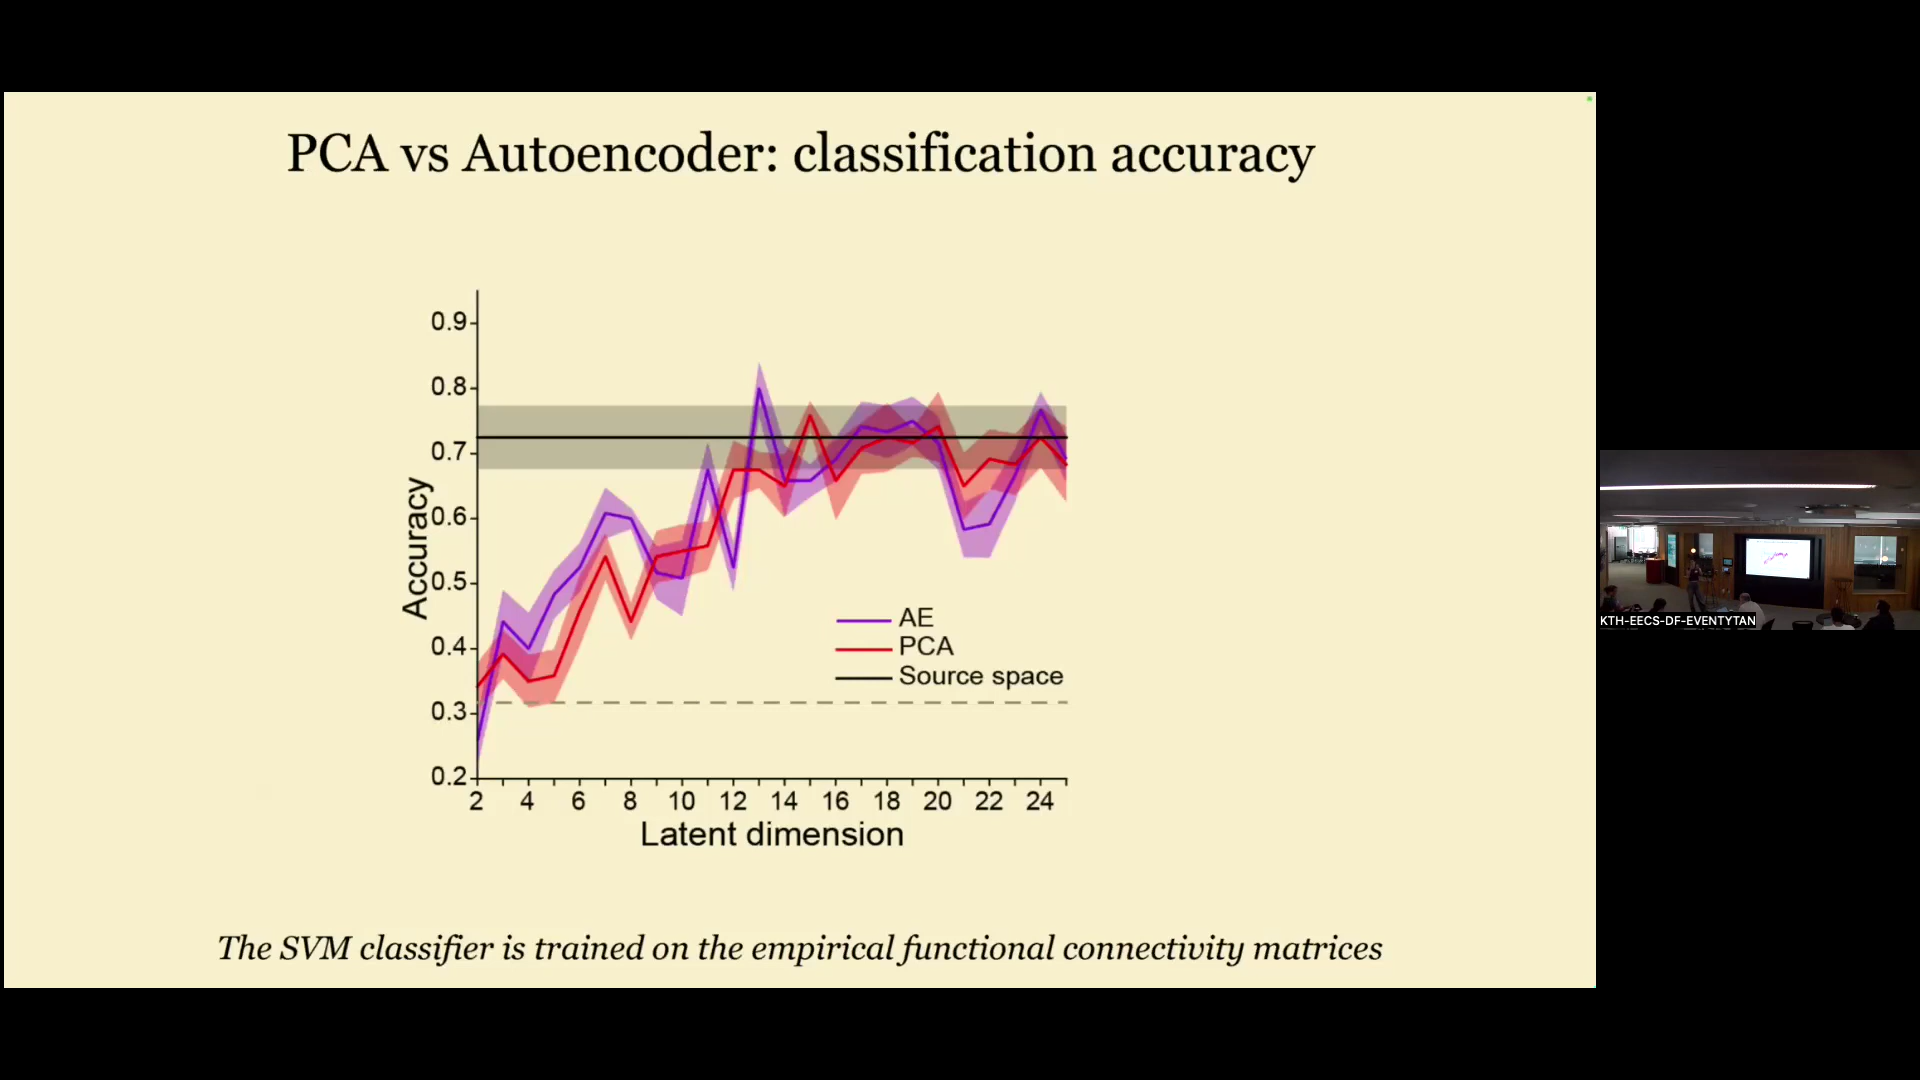 PCA vs Autoencoder: classification accuracy
0.9
0.8
0.7
0.6
0.5
0.4
0.3
0.2
Accuracy
AE
PCA
Source space
2 4 6 8 10 12 14 16 18 20 22 24
Latent dimension
The SVM classifier is trained on the empirical functional connectivity matrices
KTH-EECS-DF-EVENTYTAN